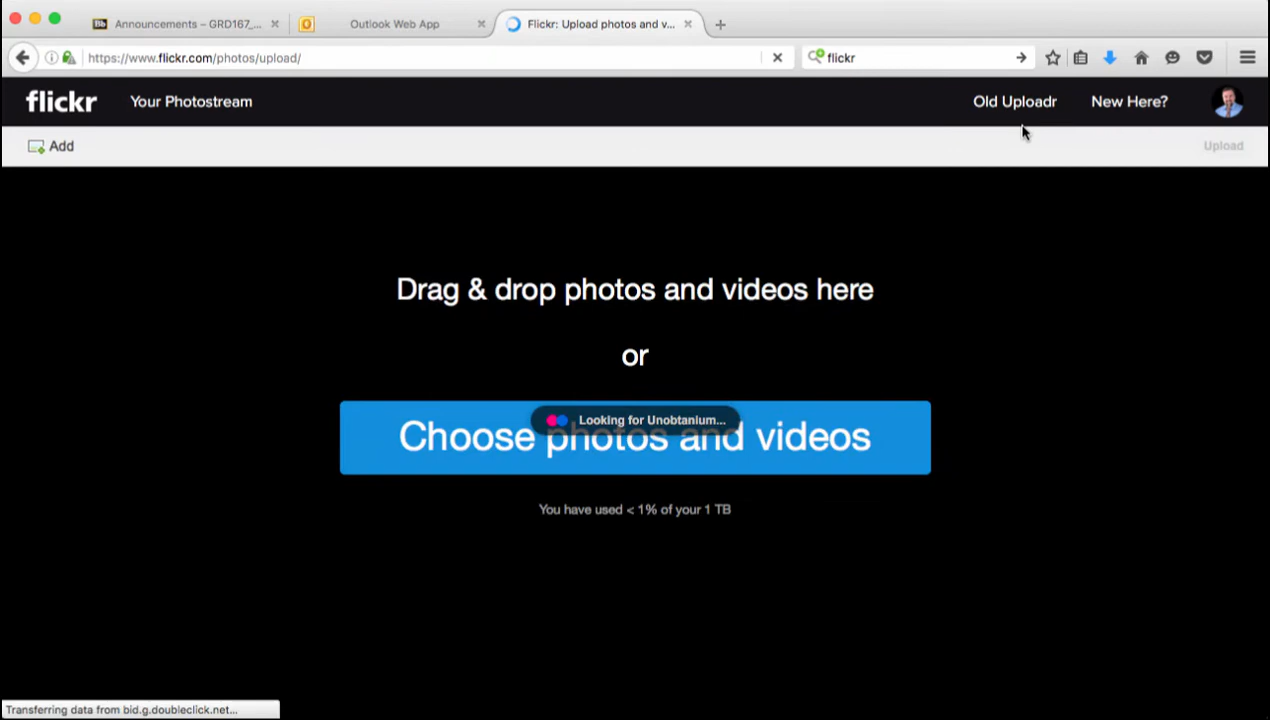 Bb Announcements – GRD167_...
Outlook Web App
Flickr: Upload photos and v...
https://www.flickr.com/photos/upload/
flickr
flickr
Your Photostream
Old Uploadr
New Here?
Add
Upload
Drag & drop photos and videos here
or
Looking for Unobtanium...
Choose photos and videos
You have used < 1% of your 1 TB
Transferring data from bid.g.doubleclick.net...